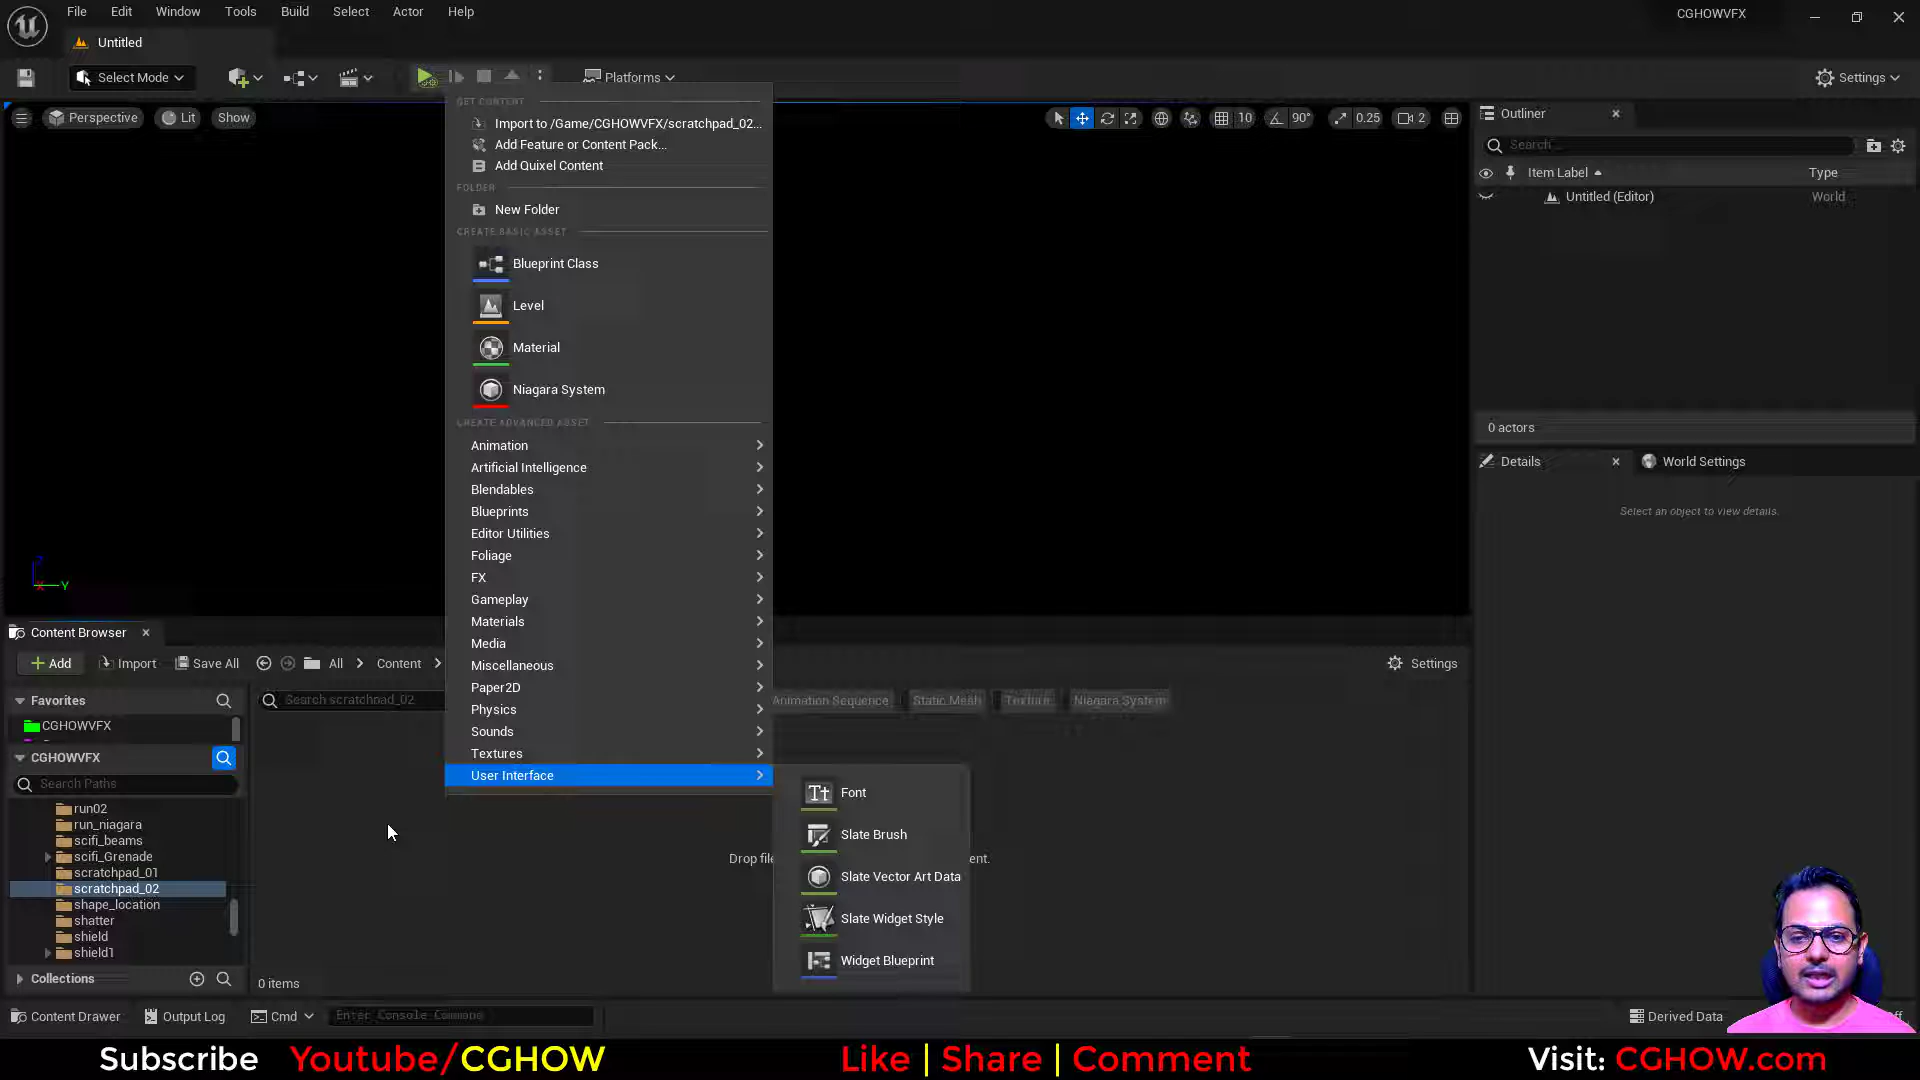 File Edit Window Tools Build Select Actor Help
CGHOWVFX
Untitled
Select Mode
Platforms
Settings
Perspective
Lit
Show
10
90°
0.25
2
GET CONTENT
Import to /Game/CGHOWVFX/scratchpad_02...
Add Feature or Content Pack...
Add Quixel Content
FOLDER
New Folder
CREATE BASIC ASSET
Blueprint Class
Level
Material
Niagara System
CREATE ADVANCED ASSET
Animation
Artificial Intelligence
Blendables
Blueprints
Editor Utilities
Foliage
FX
Gameplay
Materials
Media
Miscellaneous
Paper2D
Physics
Sounds
Textures
User Interface
Font
Slate Brush
Slate Vector Art Data
Slate Widget Style
Widget Blueprint
Outliner
Search...
Item Label
Type
Untitled (Editor)
World
0 actors
Details
World Settings
Select an object to view details.
Z
X
Y
Content Browser
Add
Import
Save All
All
Content
Settings
Favorites
CGHOWVFX
CGHOWVFX
Search Paths
run02
run_niagara
scifi_beams
scifi_Grenade
scratchpad_01
scratchpad_02
shape_location
shatter
shield
shield1
Collections
Search scratchpad_02
Animation Sequence
Static Mesh
Texture
Niagara System
Drop file
ent.
0 items
Content Drawer
Output Log
Cmd
Enter Console Command
Derived Data
Subscribe Youtube/CGHOW
Like | Share | Comment
Visit: CGHOW.com